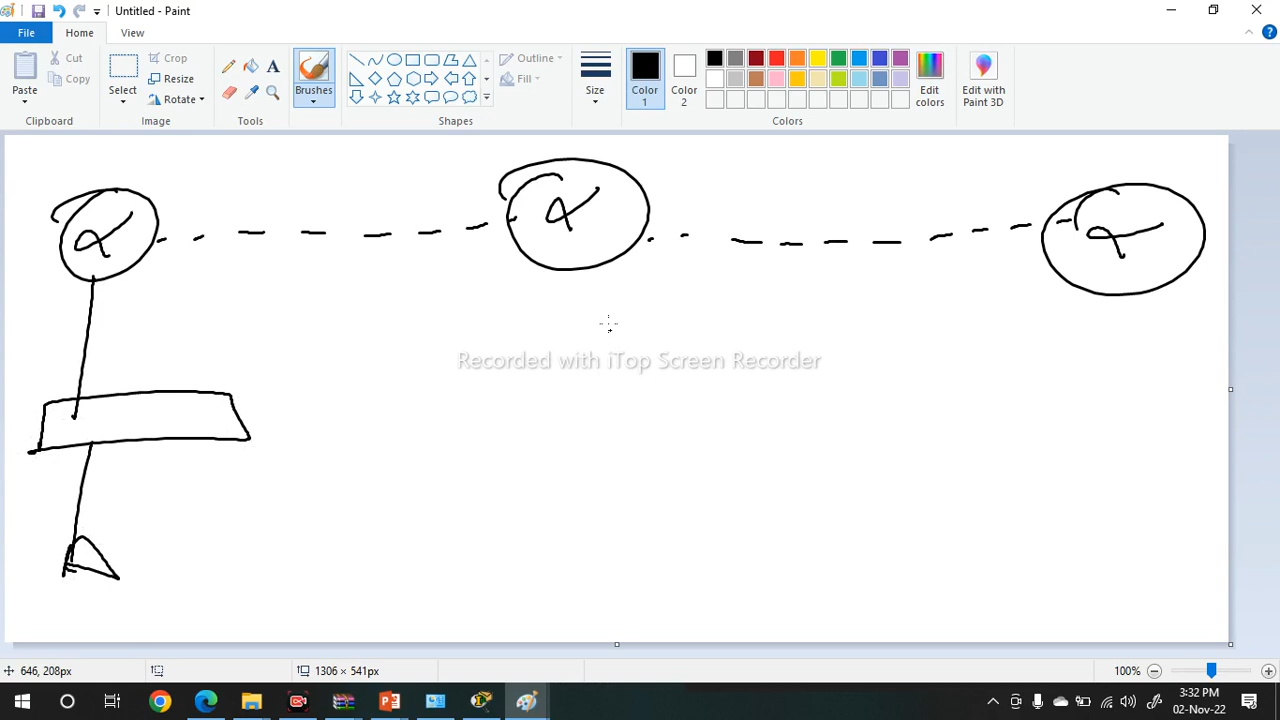 Untitled - Paint
File
Home
View
Paste
Cut
Copy
Clipboard
Select
Crop
Resize
Rotate
Image
Tools
Brushes
Outline
Fill
Shapes
Size
Color 1
Color 2
Edit colors
Colors
Edit with Paint 3D
α
α
α
Recorded with iTop Screen Recorder
646, 208px
1306 × 541px
100%
3:32 PM
02-Nov-22